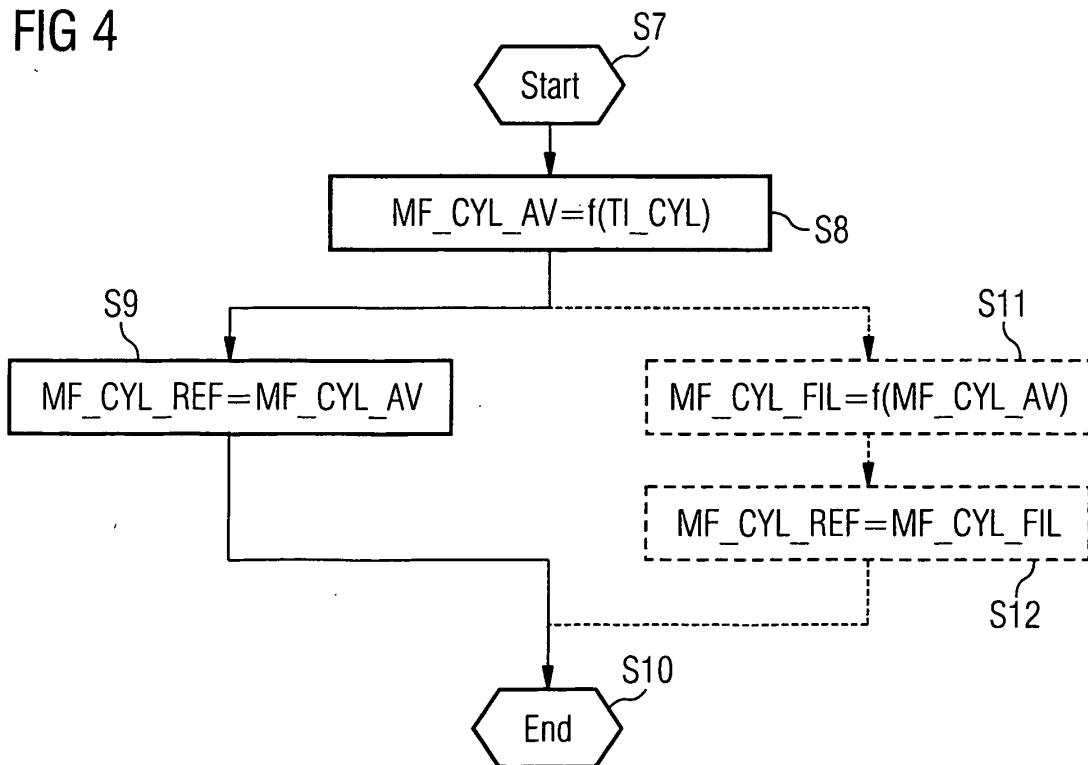 FIG 4
S7
Start
MF_CYL_AV=f(TI_CYL)
S8
S9
MF_CYL_REF=MF_CYL_AV
S11
MF_CYL_FIL=f(MF_CYL_AV)
MF_CYL_REF=MF_CYL_FIL
S12
S10
End